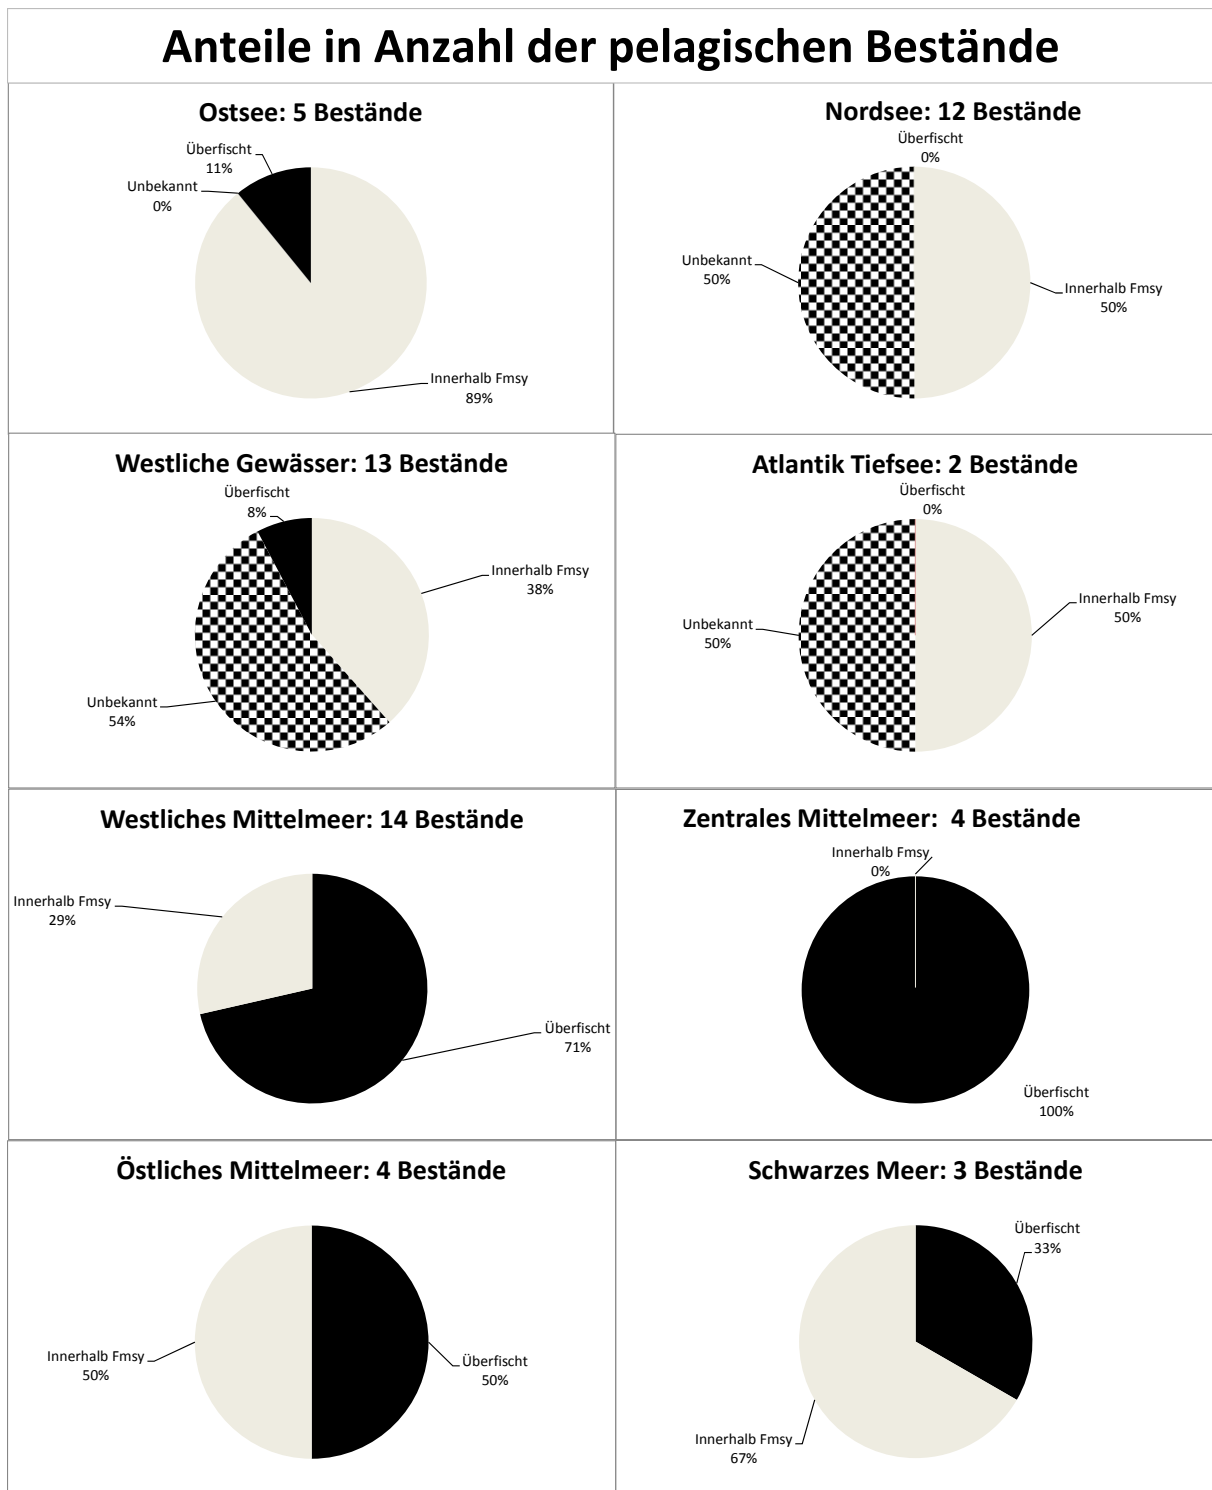 Anteile in Anzahl der pelagischen Bestände
Ostsee: 5 Bestände
Überfischt
11%
Unbekannt
0%
Innerhalb Fmsy
89%
Nordsee: 12 Bestände
Überfischt
0%
Unbekannt
50%
Innerhalb Fmsy
50%
Westliche Gewässer: 13 Bestände
Überfischt
8%
Innerhalb Fmsy
38%
Unbekannt
54%
Atlantik Tiefsee: 2 Bestände
Überfischt
0%
Innerhalb Fmsy
50%
Unbekannt
50%
Westliches Mittelmeer: 14 Bestände
Innerhalb Fmsy
29%
Überfischt
71%
Zentrales Mittelmeer:  4 Bestände
Innerhalb Fmsy
0%
Überfischt
100%
Östliches Mittelmeer: 4 Bestände
Innerhalb Fmsy
50%
Überfischt
50%
Schwarzes Meer: 3 Bestände
Überfischt
33%
Innerhalb Fmsy
67%